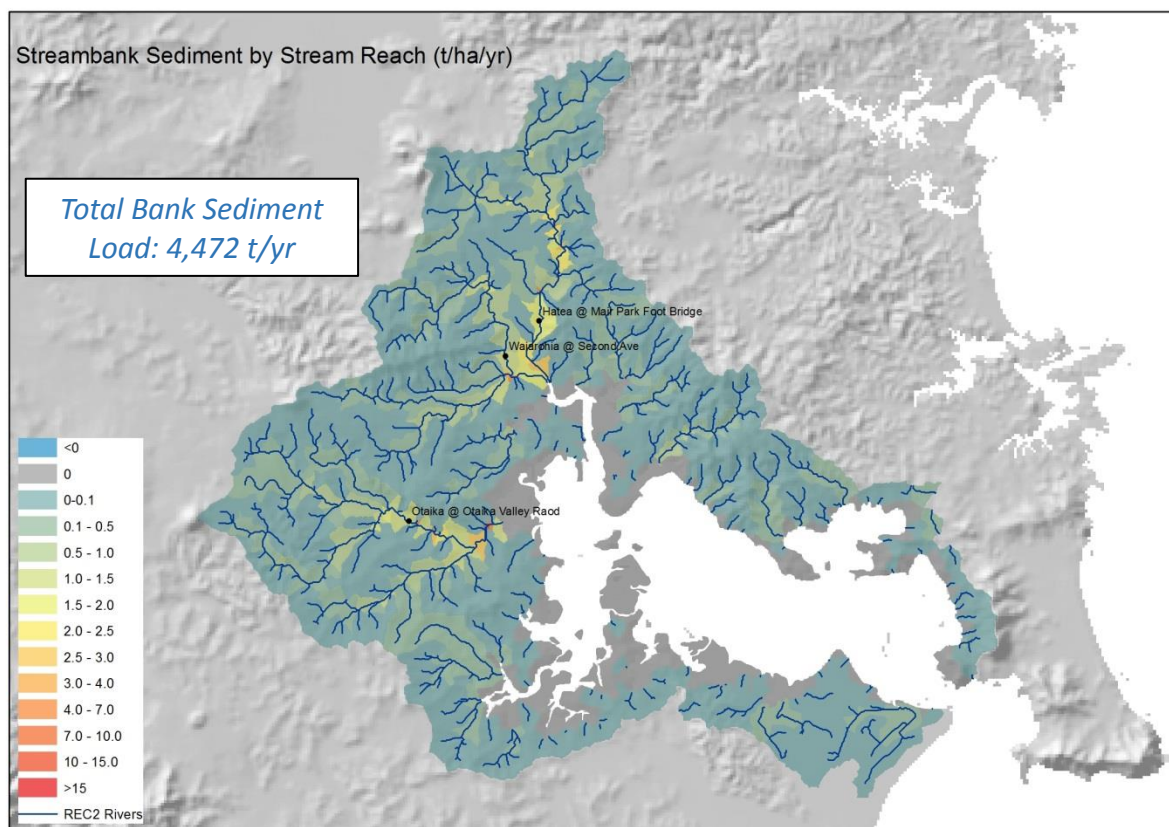 Streambank Sediment by Stream Reach (t/ha/yr)
Total Bank Sediment
Load: 4,472 t/yr
Hatea @ Mair Park Foot Bridge
Waiarohia @ Second Ave
Otaika @ Otaika Valley Raod
<0
0
0-0.1
0.1 - 0.5
0.5 - 1.0
1.0 - 1.5
1.5 - 2.0
2.0 - 2.5
2.5 - 3.0
3.0 - 4.0
4.0 - 7.0
7.0 - 10.0
10 - 15.0
>15
REC2 Rivers